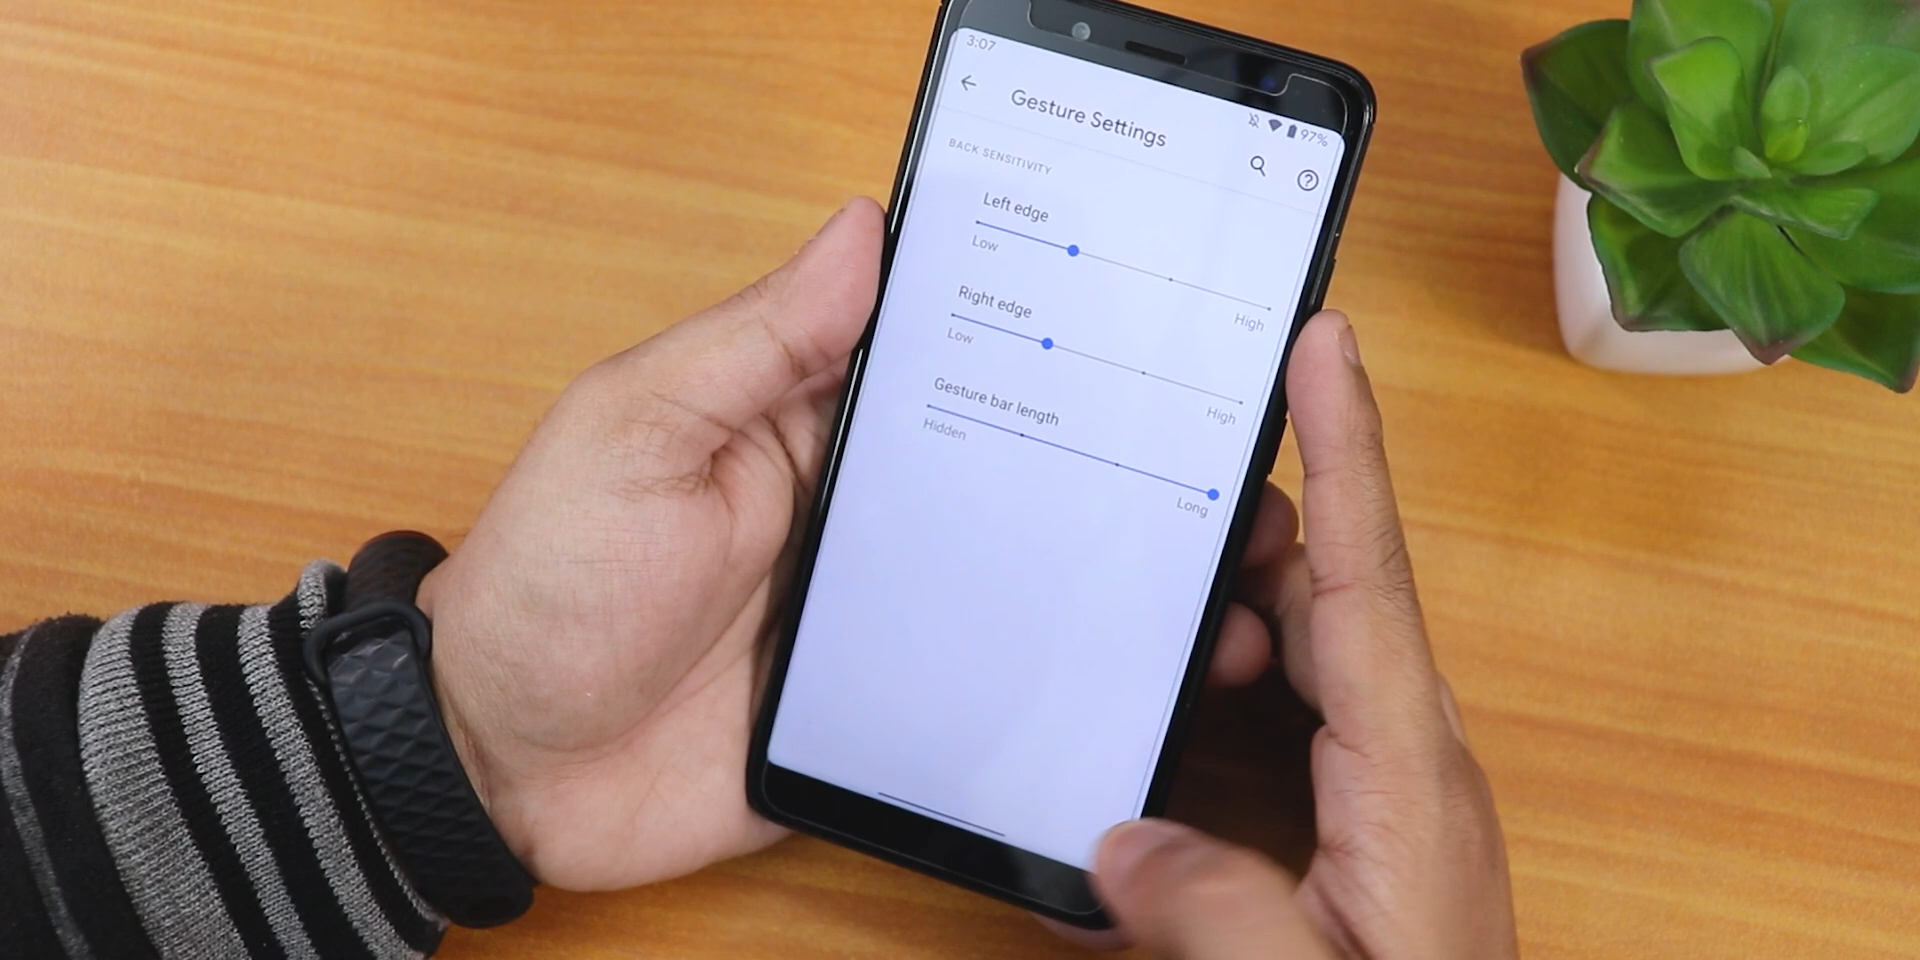 3:07
97%
Gesture Settings
BACK SENSITIVITY
Left edge
Low
High
Right edge
Low
High
Gesture bar length
Hidden
Long